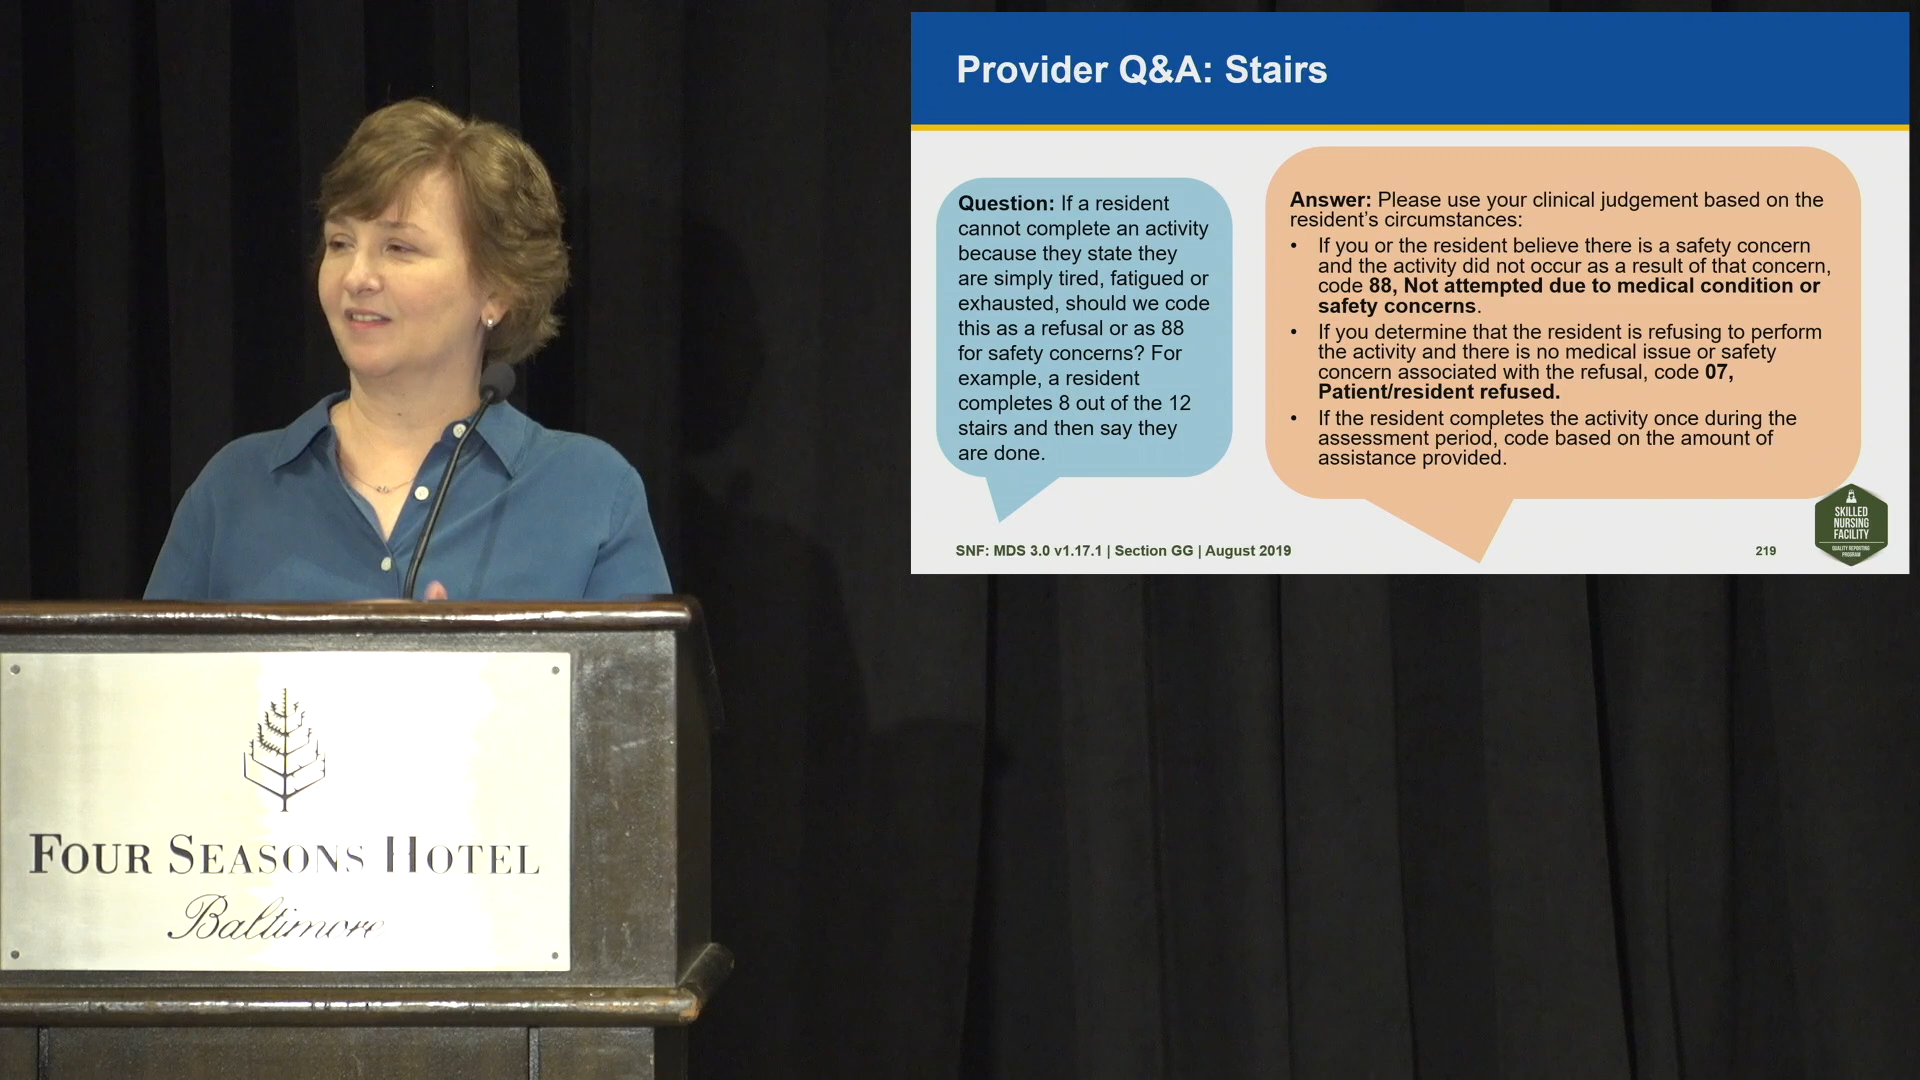 Provider Q&A: Stairs
Question: If a resident
cannot complete an activity
because they state they
are simply tired, fatigued or
exhausted, should we code
this as a refusal or as 88
for safety concerns? For
example, a resident
completes 8 out of the 12
stairs and then say they
are done.
Answer: Please use your clinical judgement based on the
resident's circumstances:
• If you or the resident believe there is a safety concern
and the activity did not occur as a result of that concern,
code 88, Not attempted due to medical condition or
safety concerns.
• If you determine that the resident is refusing to perform
the activity and there is no medical issue or safety
concern associated with the refusal, code 07,
Patient/resident refused.
• If the resident completes the activity once during the
assessment period, code based on the amount of
assistance provided.
SNF: MDS 3.0 v1.17.1 | Section GG | August 2019
219
SKILLED
NURSING
FACILITY
QUALITY REPORTING
PROGRAM
FOUR SEASONS HOTEL
Baltimore